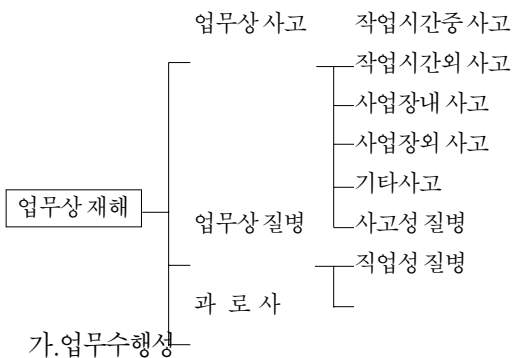 업무상 사고 작업시간중 사고
작업시간외 사고
사업장내 사고
사업장외 사고
기타사고
업무상 재해
업무상 질병 사고성 질병
직업성 질병
과 로 사
가.업무수행성